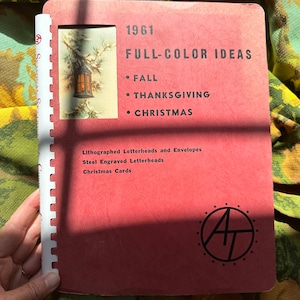 1961
FULL-COLOR IDEAS
• FALL
• THANKSGIVING
• CHRISTMAS
Lithographed Letterheads and Envelopes
Steel Engraved Letterheads
Christmas Cards
AT